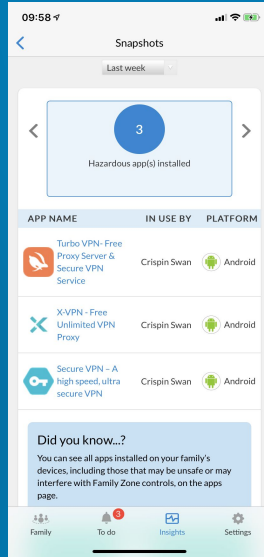 09:58
Snapshots
Last week
3
Hazardous app(s) installed
APP NAME IN USE BY PLATFORM
Turbo VPN- Free
Proxy Server &
Secure VPN
Service
Crispin Swan Android
X-VPN - Free
Unlimited VPN
Proxy
Crispin Swan Android
Secure VPN – A
high speed, ultra
secure VPN
Crispin Swan Android
Did you know...?
You can see all apps installed on your family's
devices, including those that may be unsafe or may
interfere with Family Zone controls, on the apps
page.
3
Family To do Insights Settings